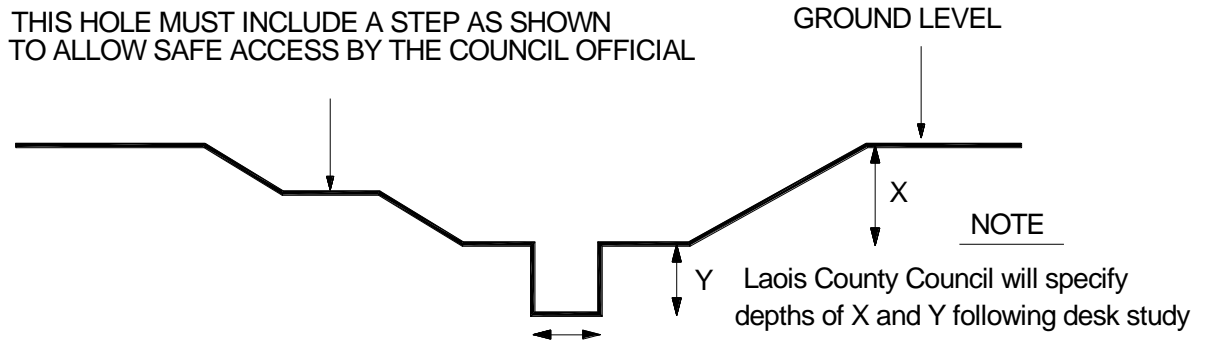 THIS HOLE MUST INCLUDE A STEP AS SHOWN
TO ALLOW SAFE ACCESS BY THE COUNCIL OFFICIAL
GROUND LEVEL
X
NOTE
Y
Laois County Council will specify
depths of X and Y following desk study